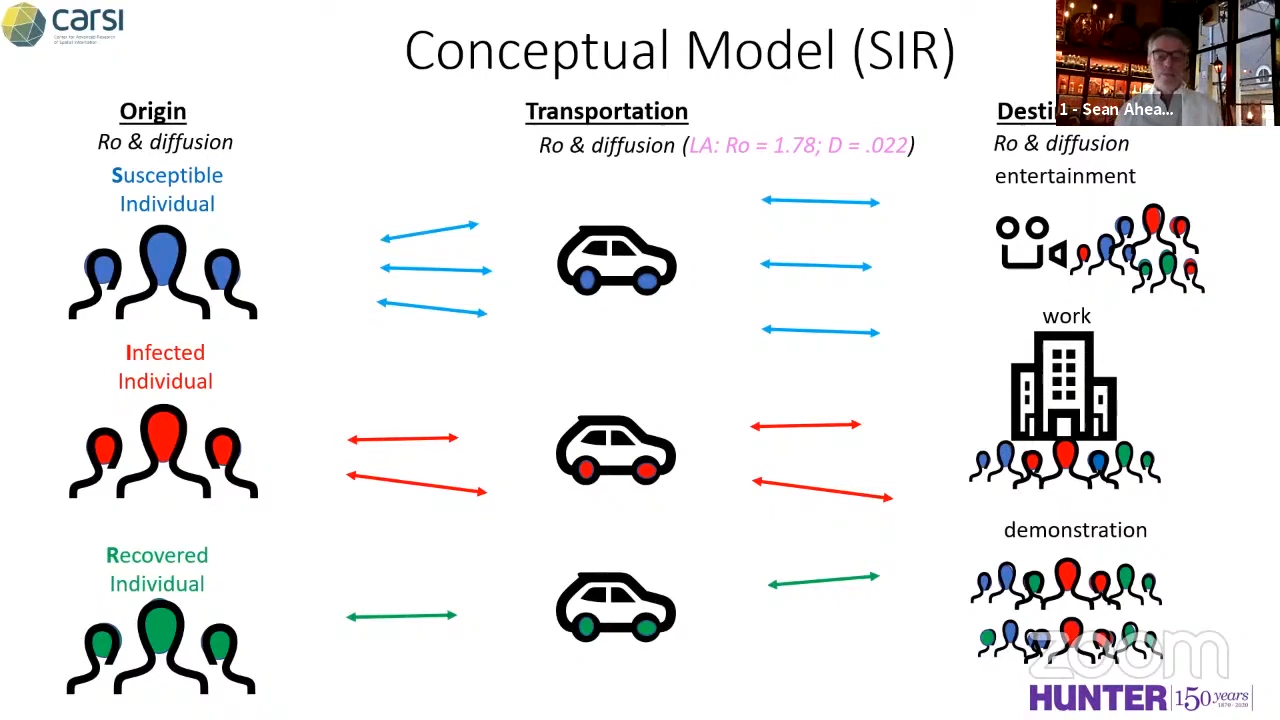 carsi
Center for Advanced Research
of Spatial Information
Conceptual Model (SIR)
1 - Sean Ahea...
Origin
Ro & diffusion
Susceptible
Individual
Infected
Individual
Recovered
Individual
Transportation
Ro & diffusion (LA: Ro = 1.78; D = .022)
Desti
Ro & diffusion
entertainment
work
demonstration
zoom
HUNTER 150 years
1870 - 2020